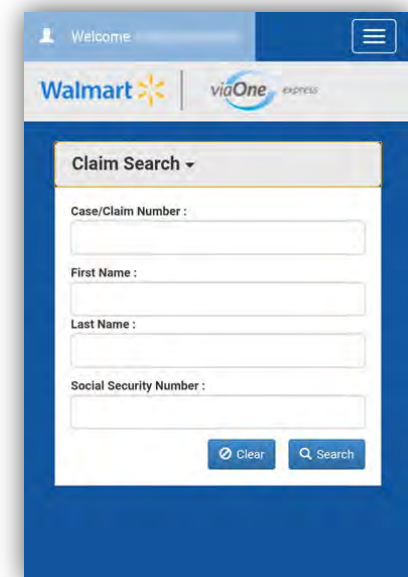 Welcome
Walmart viaOne express
Claim Search
Case/Claim Number :
First Name :
Last Name :
Social Security Number :
Clear Search